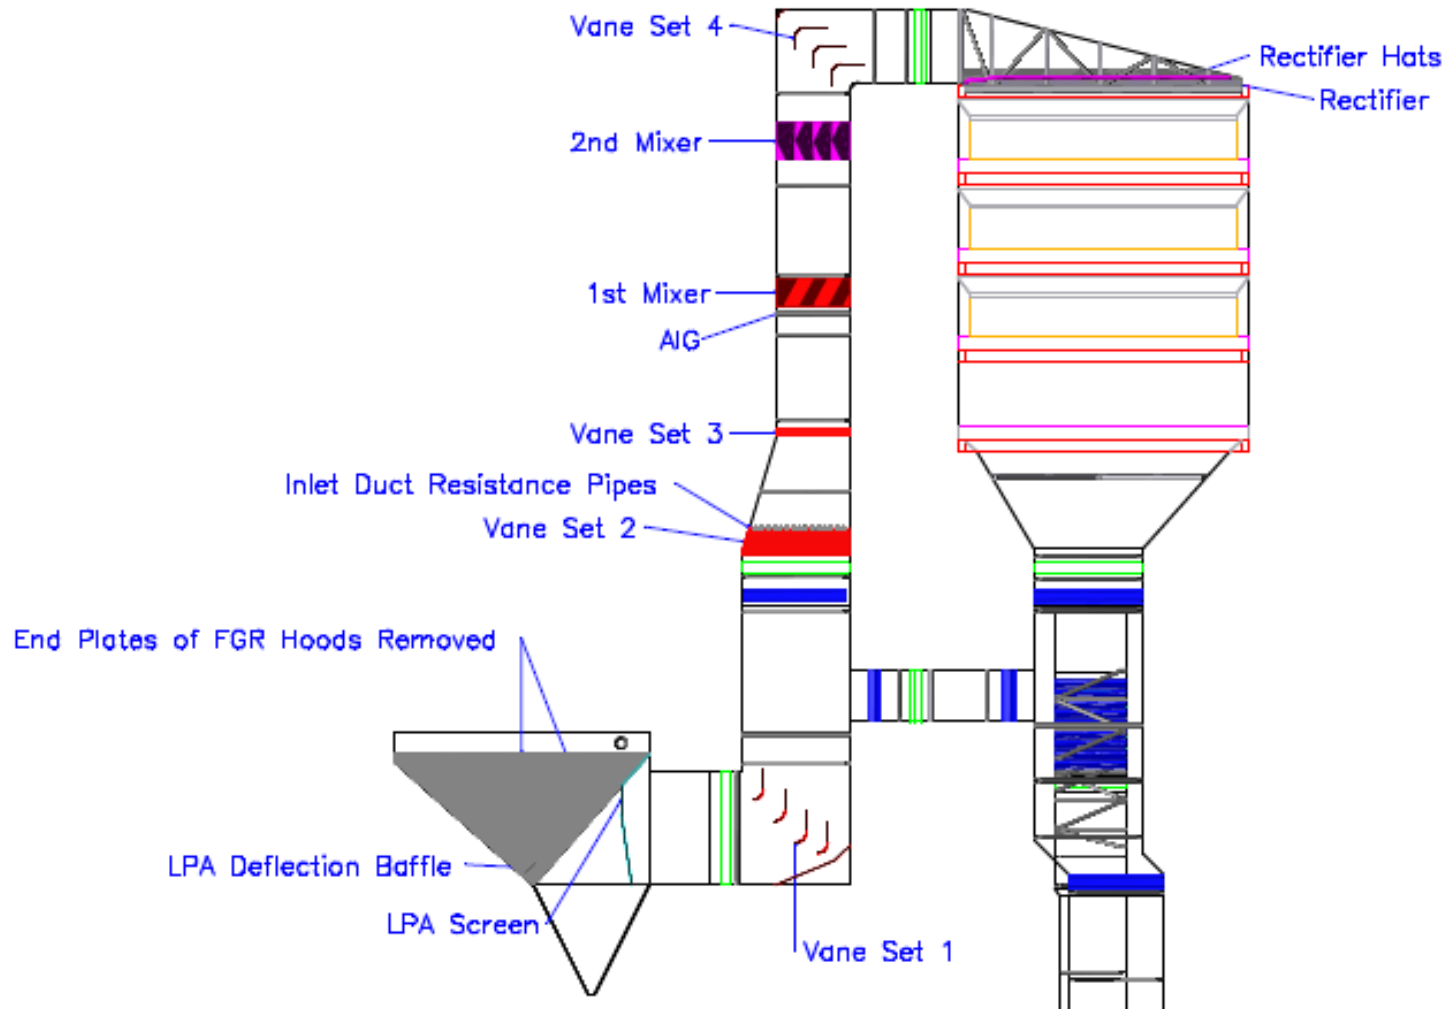 Vane Set 4
Rectifier Hats
Rectifier
2nd Mixer
1st Mixer
AIG
Vane Set 3
Inlet Duct Resistance Pipes
Vane Set 2
End Plates of FGR Hoods Removed
LPA Deflection Baffle
LPA Screen
Vane Set 1